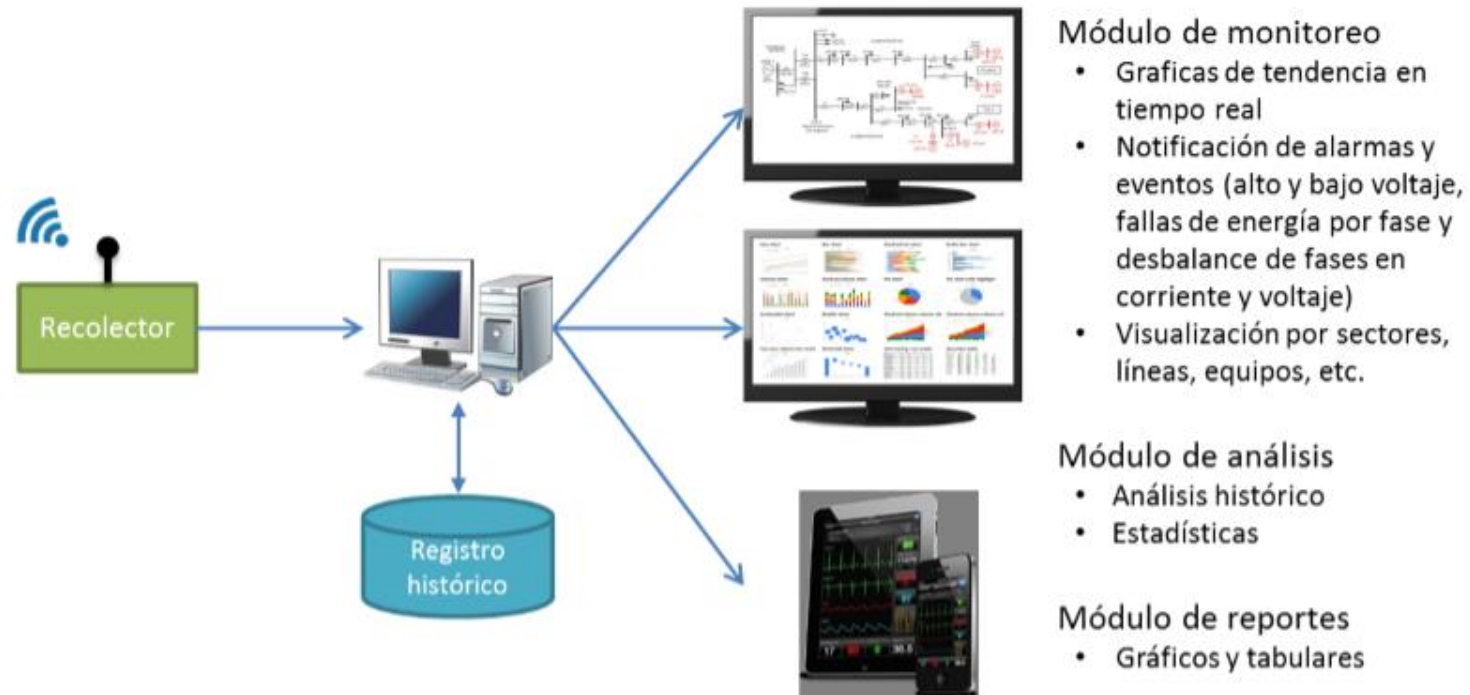 Recolector
Registro
histórico
Módulo de monitoreo
• Graficas de tendencia en
tiempo real
• Notificación de alarmas y
eventos (alto y bajo voltaje,
fallas de energía por fase y
desbalance de fases en
corriente y voltaje)
• Visualización por sectores,
líneas, equipos, etc.
Módulo de análisis
• Análisis histórico
• Estadísticas
Módulo de reportes
• Gráficos y tabulares